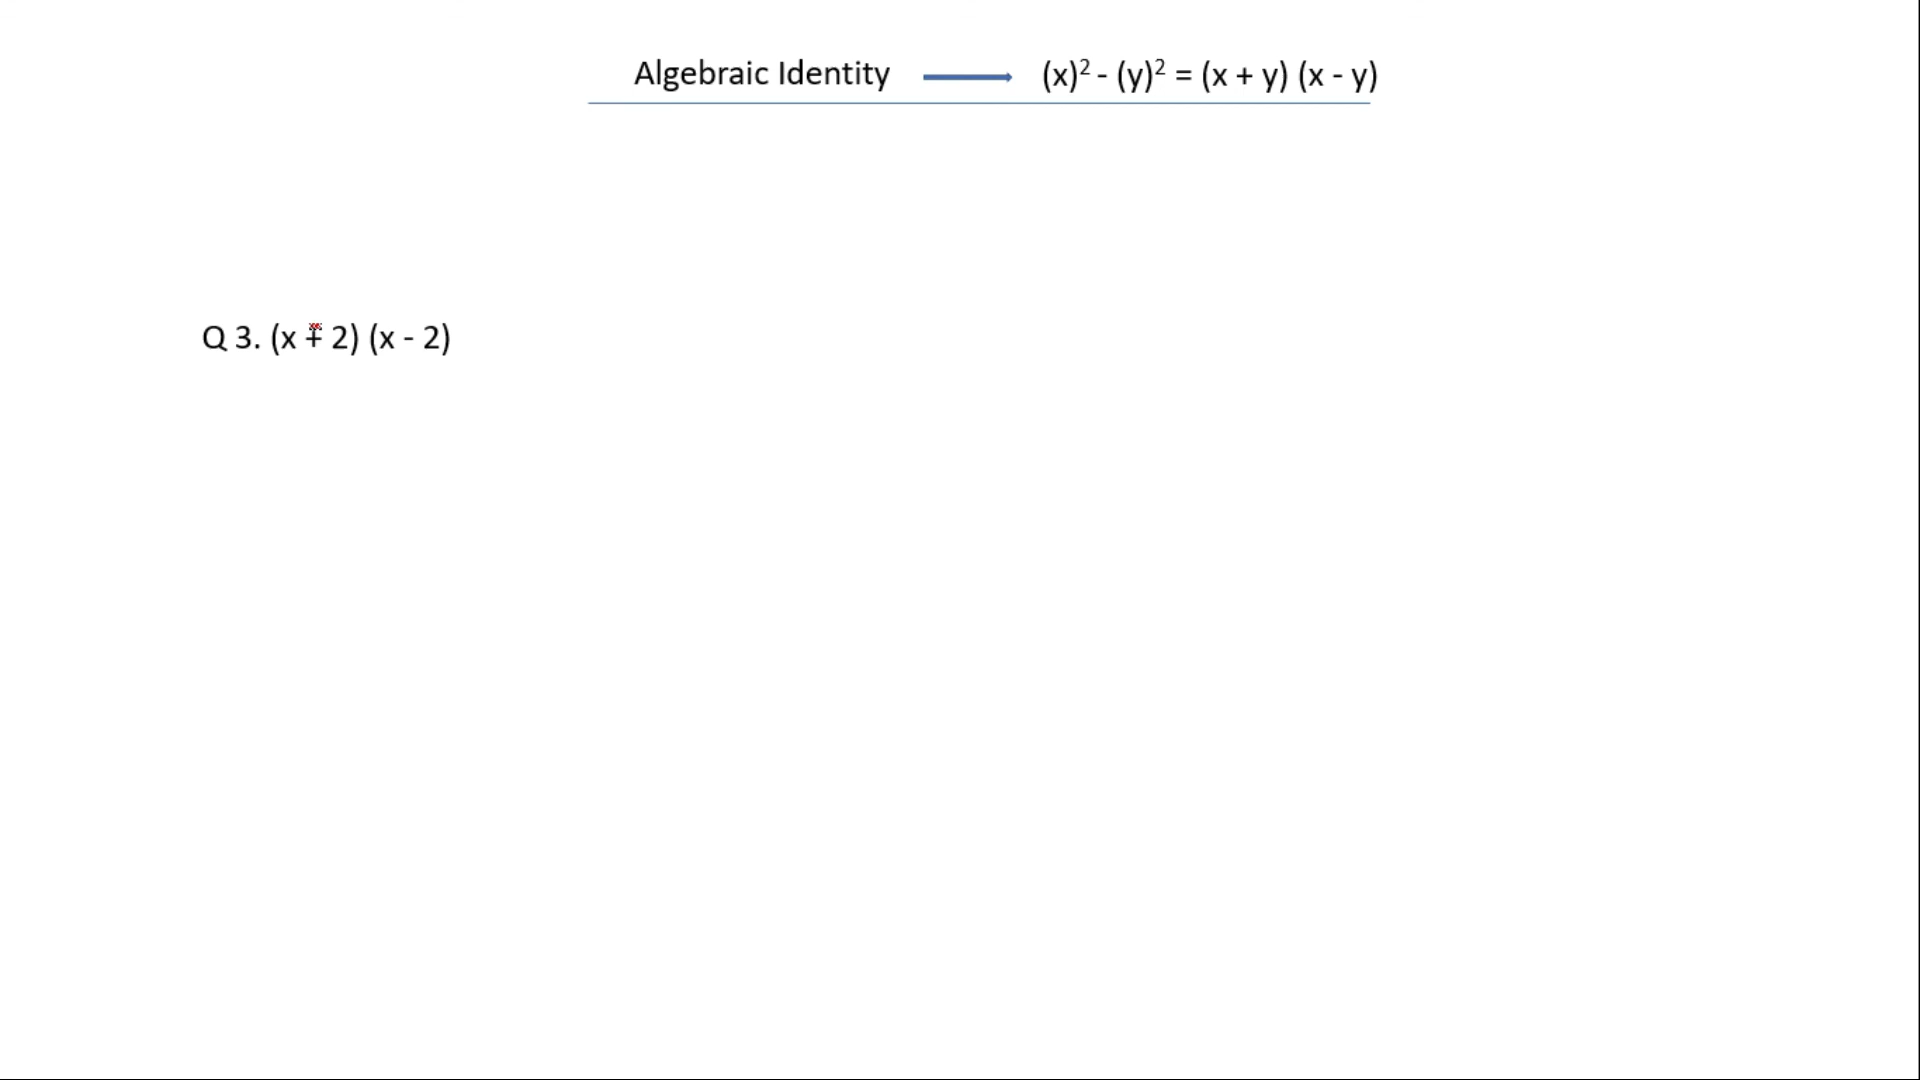 Algebraic Identity (x)² - (y)² = (x + y) (x - y)
Q 3. (x + 2) (x - 2)